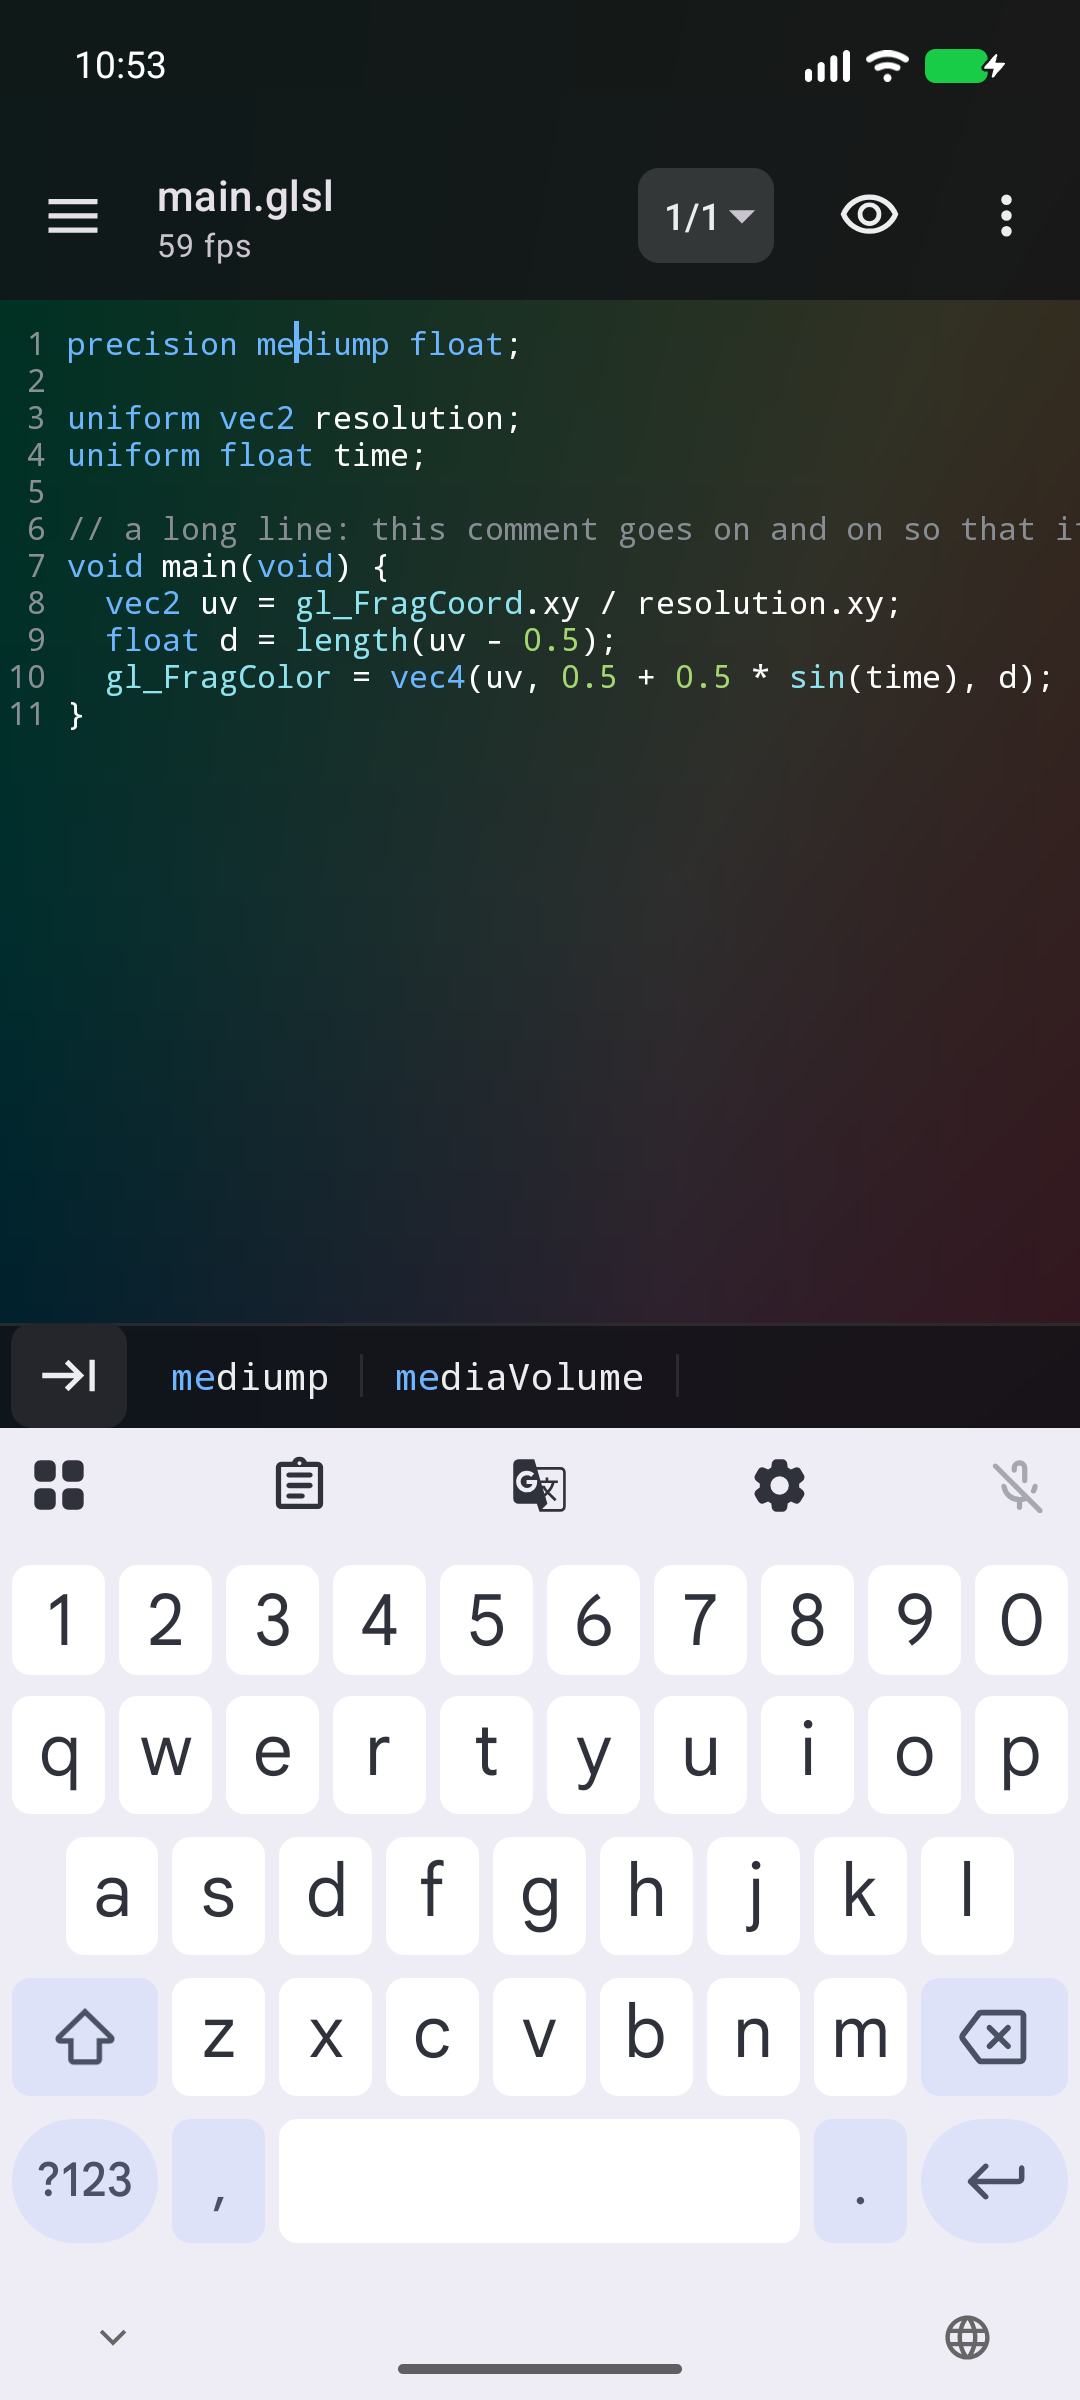 10:53
main.glsl
59 fps
1/1
1 precision mediump float;
2
3 uniform vec2 resolution;
4 uniform float time;
5
6 // a long line: this comment goes on and on so that it
7 void main(void) {
8   vec2 uv = gl_FragCoord.xy / resolution.xy;
9   float d = length(uv - 0.5);
10   gl_FragColor = vec4(uv, 0.5 + 0.5 * sin(time), d);
11 }
mediump mediaVolume
G 文
1 2 3 4 5 6 7 8 9 0
q w e r t y u i o p
a s d f g h j k l
z x c v b n m
?123 , .